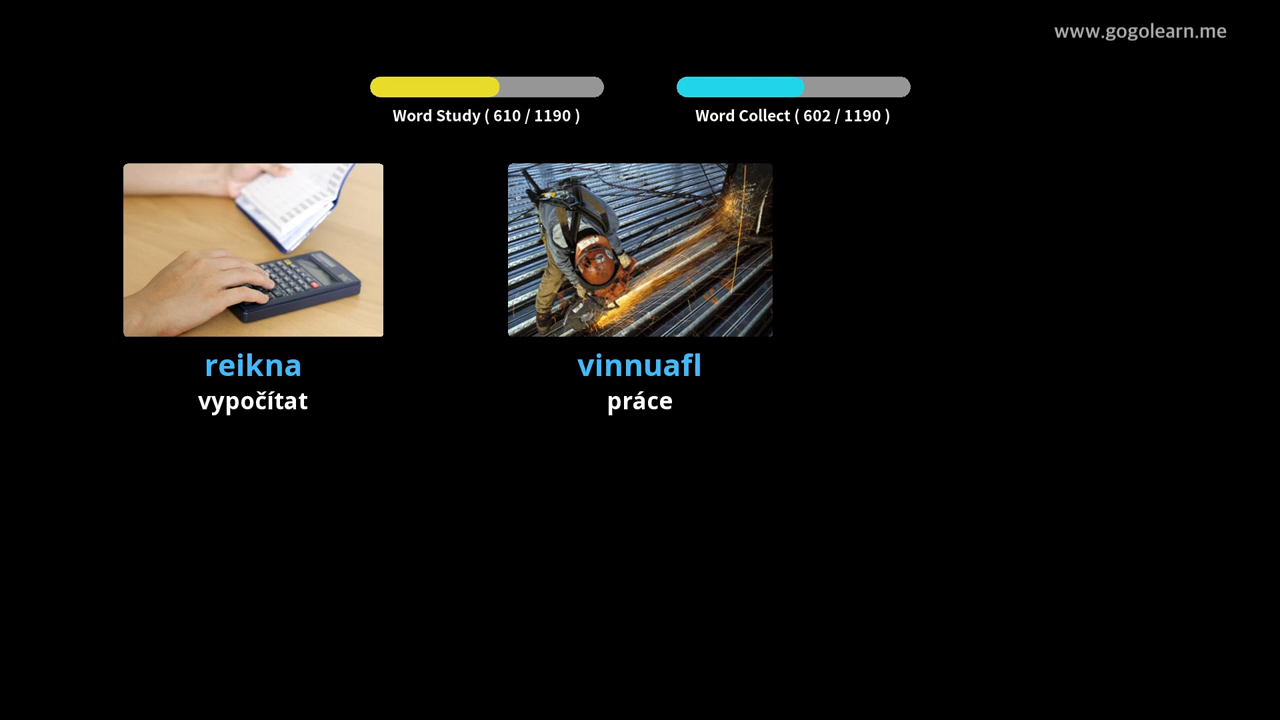 www.gogolearn.me
Word Study ( 610 / 1190 )
Word Collect ( 602 / 1190 )
reikna
vypočítat
vinnuafl
práce